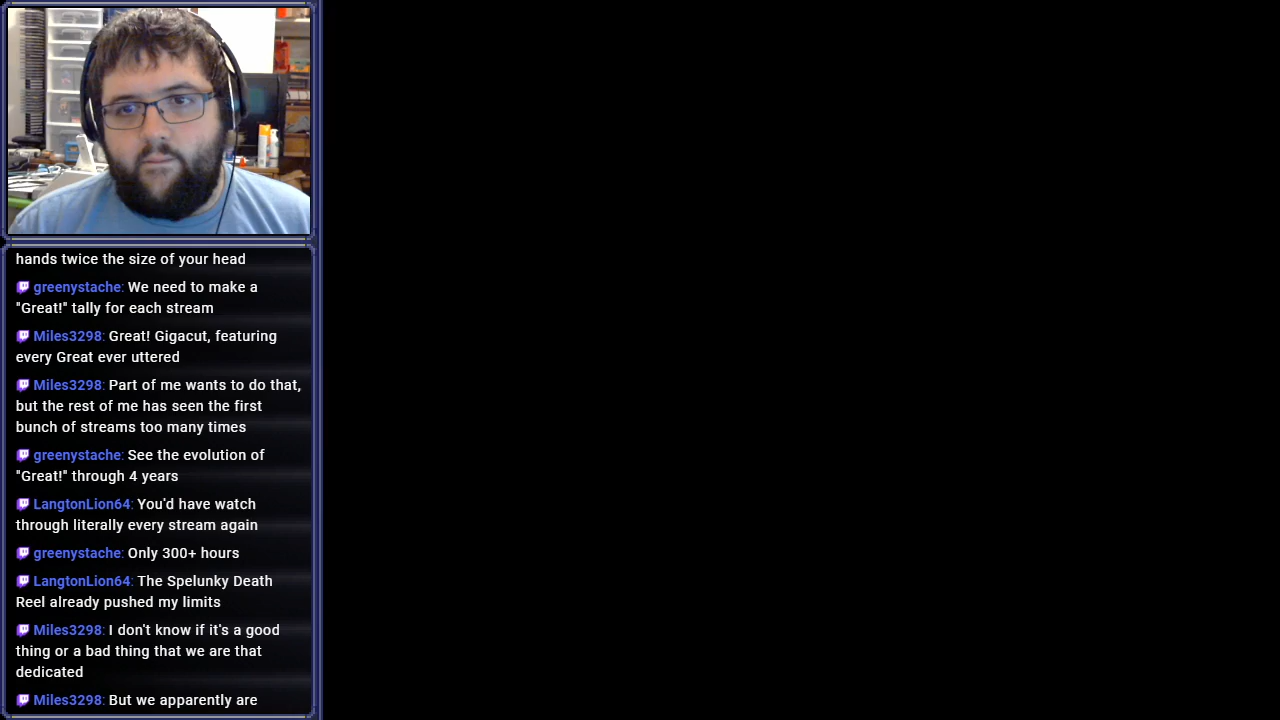 hands twice the size of your head
greenystache: We need to make a
"Great!" tally for each stream
Miles3298: Great! Gigacut, featuring
every Great ever uttered
Miles3298: Part of me wants to do that,
but the rest of me has seen the first
bunch of streams too many times
greenystache: See the evolution of
"Great!" through 4 years
LangtonLion64: You'd have watch
through literally every stream again
greenystache: Only 300+ hours
LangtonLion64: The Spelunky Death
Reel already pushed my limits
Miles3298: I don't know if it's a good
thing or a bad thing that we are that
dedicated
Miles3298: But we apparently are